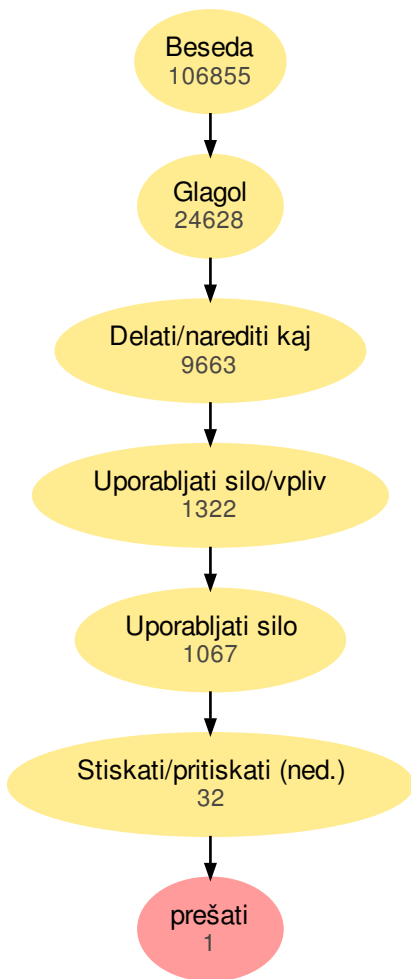 Beseda
106855
Glagol
24628
Delati/narediti kaj
9663
Uporabljati silo/vpliv
1322
Uporabljati silo
1067
Stiskati/pritiskati (ned.)
32
prešati
1